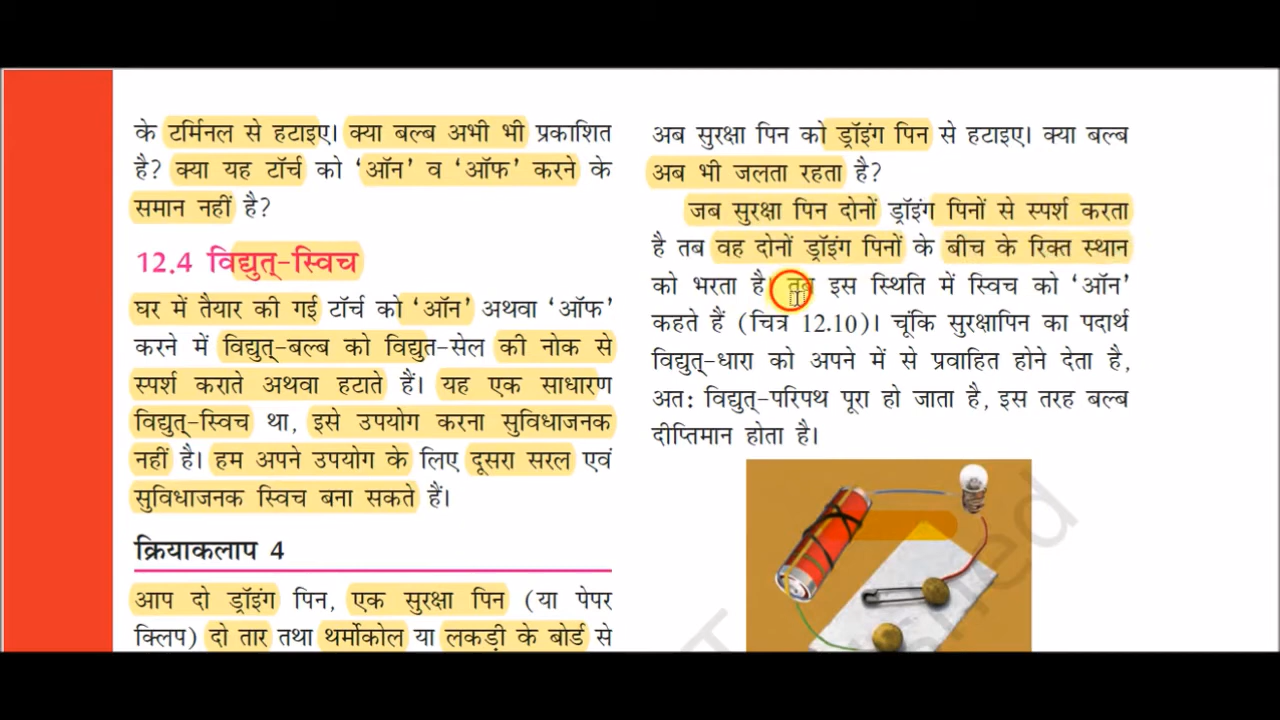 के टर्मिनल से हटाइए। क्या बल्ब अभी भी प्रकाशित
है? क्या यह टॉर्च को ‘ऑन’ व ‘ऑफ’ करने के
समान नहीं है?
12.4 विद्युत्-स्विच
घर में तैयार की गई टॉर्च को ‘ऑन’ अथवा ‘ऑफ’
करने में विद्युत्-बल्ब को विद्युत-सेल की नोक से
स्पर्श कराते अथवा हटाते हैं। यह एक साधारण
विद्युत्-स्विच था, इसे उपयोग करना सुविधाजनक
नहीं है। हम अपने उपयोग के लिए दूसरा सरल एवं
सुविधाजनक स्विच बना सकते हैं।
क्रियाकलाप 4
आप दो ड्रॉइंग पिन, एक सुरक्षा पिन (या पेपर
क्लिप) दो तार तथा थर्मोकोल या लकड़ी के बोर्ड से
अब सुरक्षा पिन को ड्रॉइंग पिन से हटाइए। क्या बल्ब
अब भी जलता रहता है?
जब सुरक्षा पिन दोनों ड्रॉइंग पिनों से स्पर्श करता
है तब वह दोनों ड्रॉइंग पिनों के बीच के रिक्त स्थान
को भरता है। तब इस स्थिति में स्विच को ‘ऑन’
कहते हैं (चित्र 12.10)। चूंकि सुरक्षापिन का पदार्थ
विद्युत्-धारा को अपने में से प्रवाहित होने देता है,
अतः विद्युत्-परिपथ पूरा हो जाता है, इस तरह बल्ब
दीप्तिमान होता है।